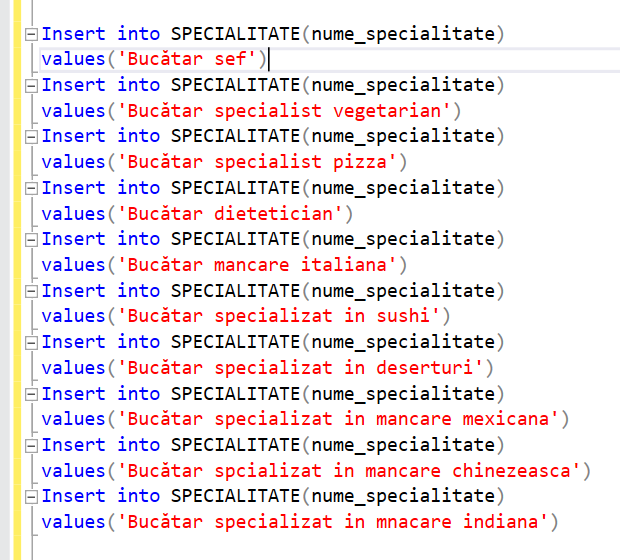 Insert into SPECIALITATE(nume_specialitate)
values('Bucătar sef')
Insert into SPECIALITATE(nume_specialitate)
values('Bucătar specialist vegetarian')
Insert into SPECIALITATE(nume_specialitate)
values('Bucătar specialist pizza')
Insert into SPECIALITATE(nume_specialitate)
values('Bucătar dietetician')
Insert into SPECIALITATE(nume_specialitate)
values('Bucătar mancare italiana')
Insert into SPECIALITATE(nume_specialitate)
values('Bucătar specializat in sushi')
Insert into SPECIALITATE(nume_specialitate)
values('Bucătar specializat in deserturi')
Insert into SPECIALITATE(nume_specialitate)
values('Bucătar specializat in mancare mexicana')
Insert into SPECIALITATE(nume_specialitate)
values('Bucătar spcializat in mancare chinezeasca')
Insert into SPECIALITATE(nume_specialitate)
values('Bucătar specializat in mnacare indiana')